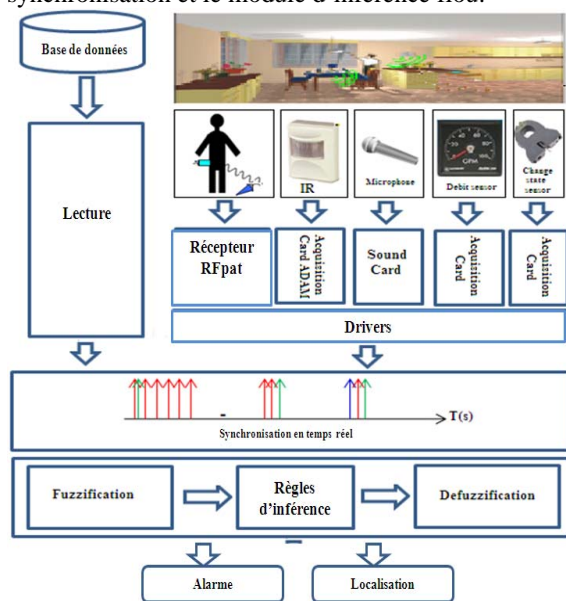 synchronisation et le module d'inférence flou.
Base de données
Lecture
IR
Microphone
GPM
Debit sensor
Change
state
sensor
Récepteur
RFpat
Acquisition
Card ADAM
Sound
Card
Acquisition
Card
Acquisition
Card
Drivers
T(s)
Synchronisation en temps réel
Fuzzification
Règles
d'inférence
Defuzzification
Alarme
Localisation